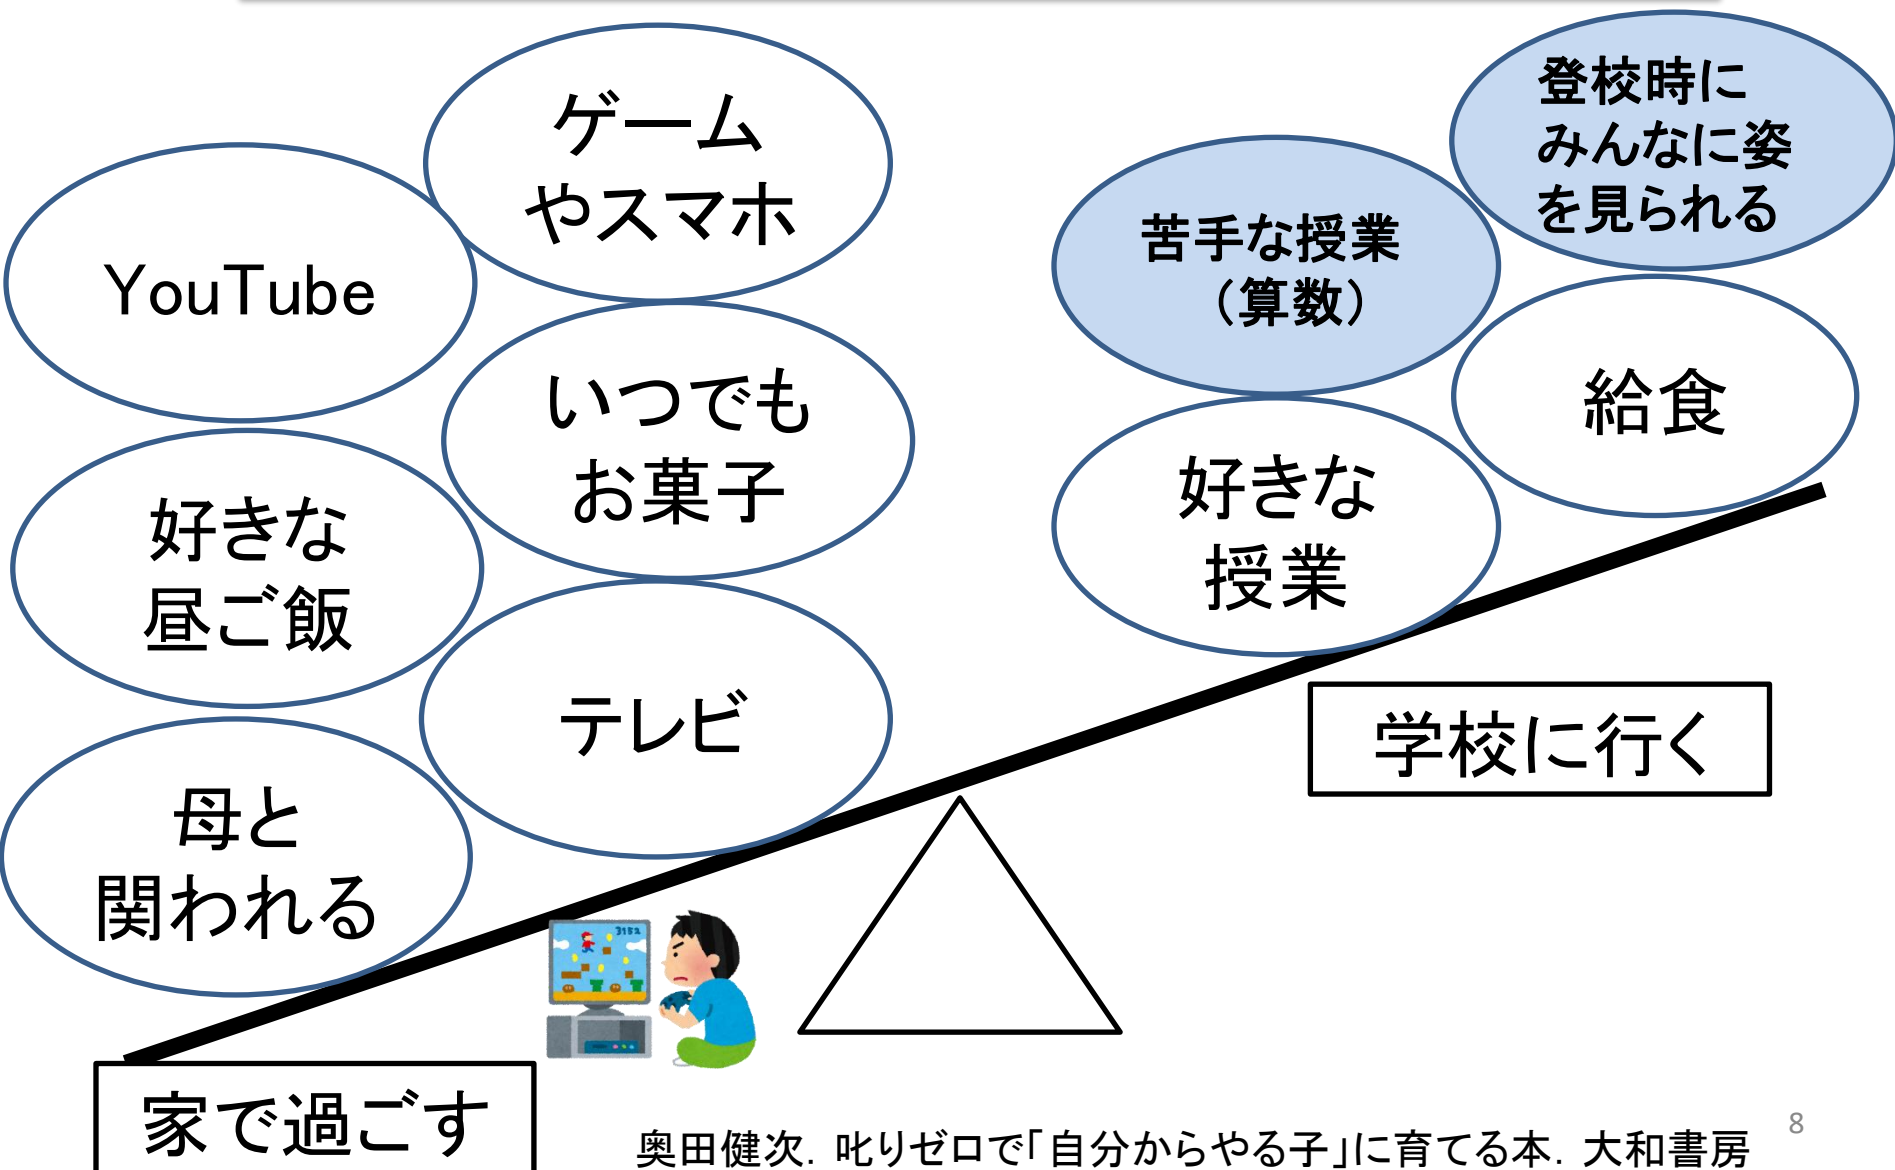 ゲーム
やスマホ
YouTube
いつでも
お菓子
好きな
昼ご飯
テレビ
母と
関われる
家で過ごす
登校時に
みんなに姿
を見られる
苦手な授業
（算数）
給食
好きな
授業
学校に行く
3152
奥田健次．叱りゼロで「自分からやる子」に育てる本．大和書房
8